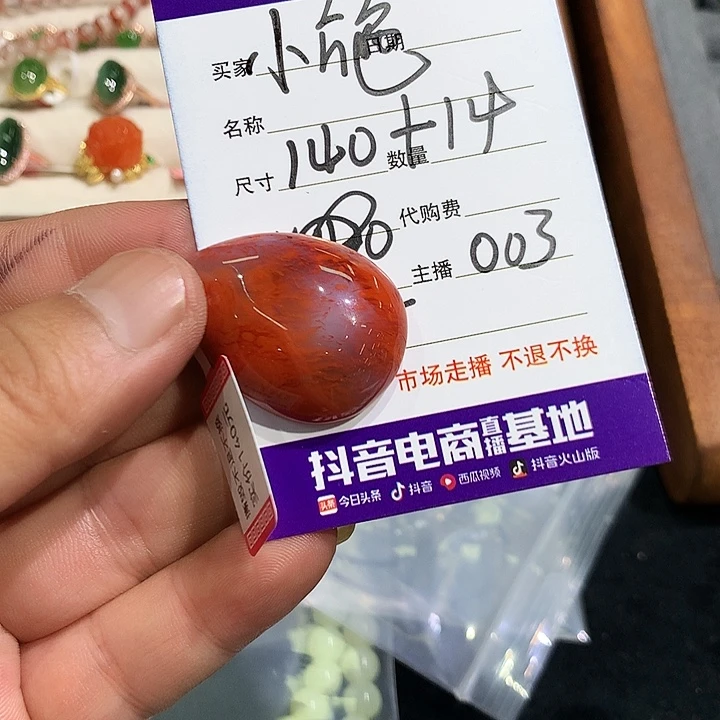 买家 小 日期
名称
140+14
尺寸 数量
代购费
主播 003
市场走播 不退不换
抖音电商直播基地
今日头条 抖音 西瓜视频 抖音火山版